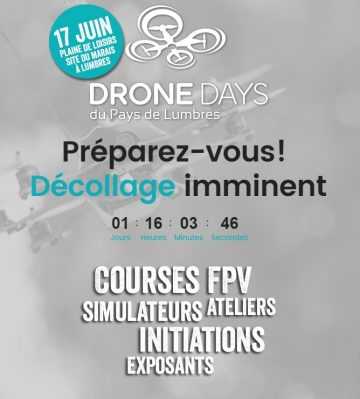 17 JUIN
PLAINE DE LOISIRS
SITE DU MARAIS
À LUMBRES
DRONE DAYS
du Pays de Lumbres
Préparez-vous!
Décollage imminent
01 : 16 : 03 : 46
Jours Heures Minutes Secondes
COURSES FPV
SIMULATEURS ATELIERS
INITIATIONS
EXPOSANTS